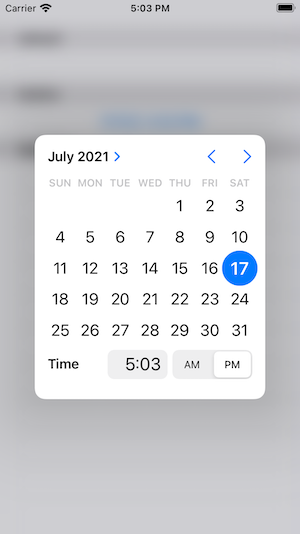 Carrier 5:03 PM
July 2021
SUN MON TUE WED THU FRI SAT
1 2 3
4 5 6 7 8 9 10
11 12 13 14 15 16 17
18 19 20 21 22 23 24
25 26 27 28 29 30 31
Time 5:03 AM PM